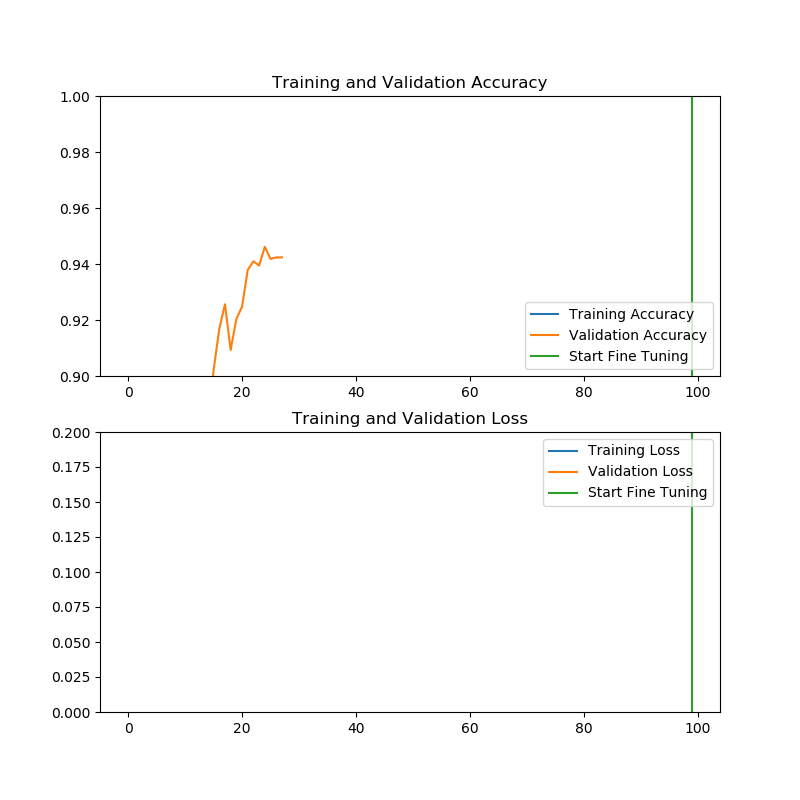 Training and Validation Accuracy
1.00
0.98
0.96
0.94
0.92
0.90
Training Accuracy
Validation Accuracy
Start Fine Tuning
0 20 40 60 80 100
Training and Validation Loss
0.200
0.175
0.150
0.125
0.100
0.075
0.050
0.025
0.000
Training Loss
Validation Loss
Start Fine Tuning
0 20 40 60 80 100